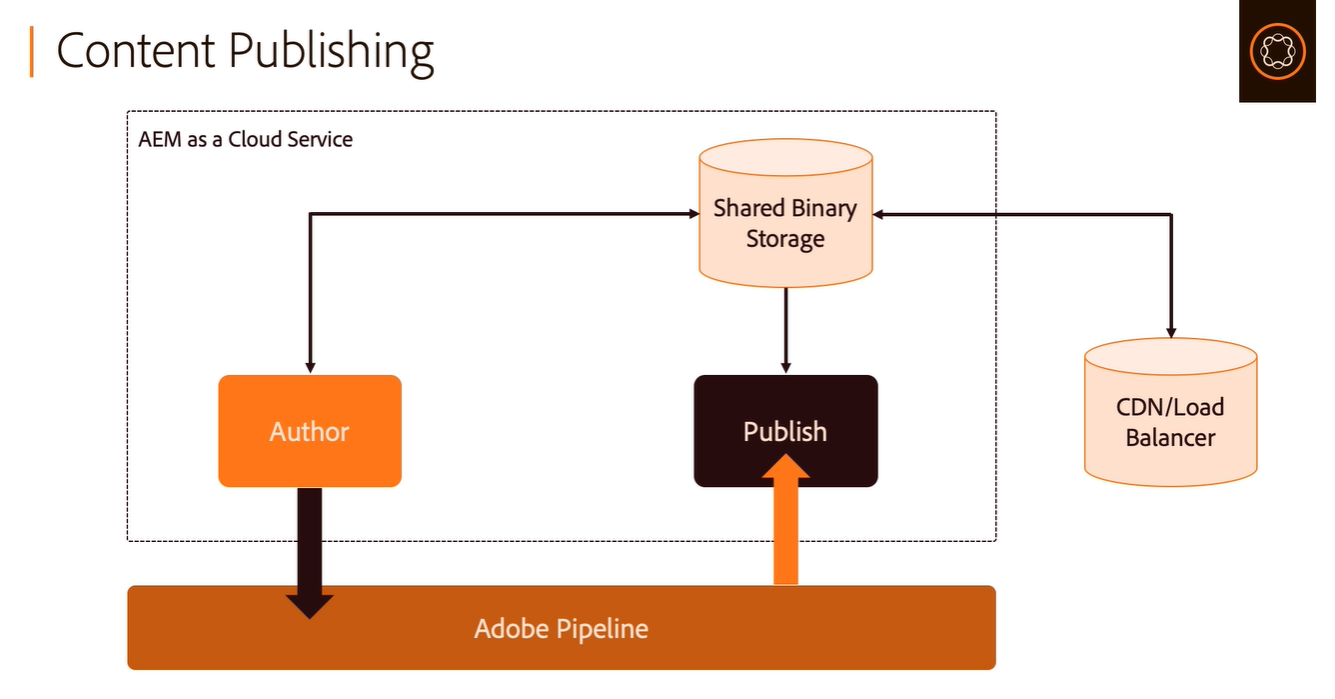 Content Publishing
AEM as a Cloud Service
Shared Binary
Storage
Author
Publish
CDN/Load
Balancer
Adobe Pipeline